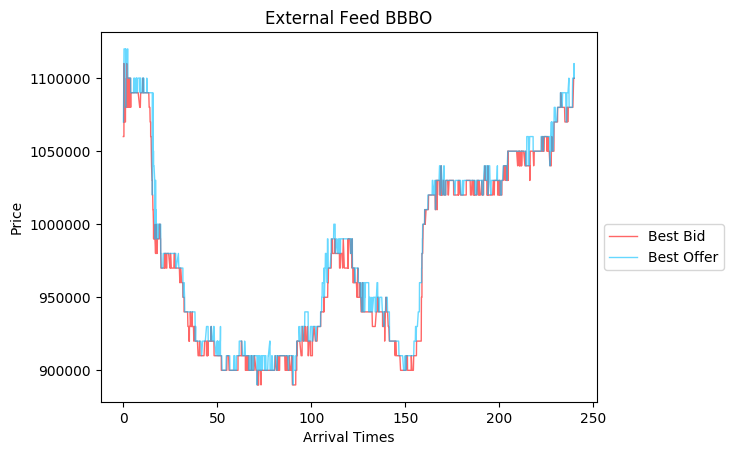 External Feed BBBO
Price
1100000
1050000
1000000
950000
900000
0 50 100 150 200 250
Arrival Times
Best Bid
Best Offer